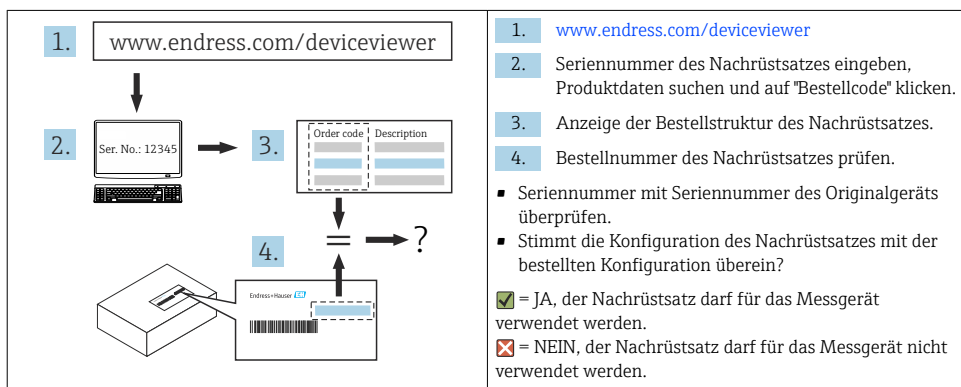 1.
www.endress.com/deviceviewer
2.
Ser. No.: 12345
3.
Order code
Description
=
?
4.
Endress+Hauser EH
1. www.endress.com/deviceviewer
2. Seriennummer des Nachrüstsatzes eingeben,
Produktdaten suchen und auf "Bestellcode" klicken.
3. Anzeige der Bestellstruktur des Nachrüstsatzes.
4. Bestellnummer des Nachrüstsatzes prüfen.
▪ Seriennummer mit Seriennummer des Originalgeräts
überprüfen.
▪ Stimmt die Konfiguration des Nachrüstsatzes mit der
bestellten Konfiguration überein?
= JA, der Nachrüstsatz darf für das Messgerät
verwendet werden.
= NEIN, der Nachrüstsatz darf für das Messgerät nicht
verwendet werden.